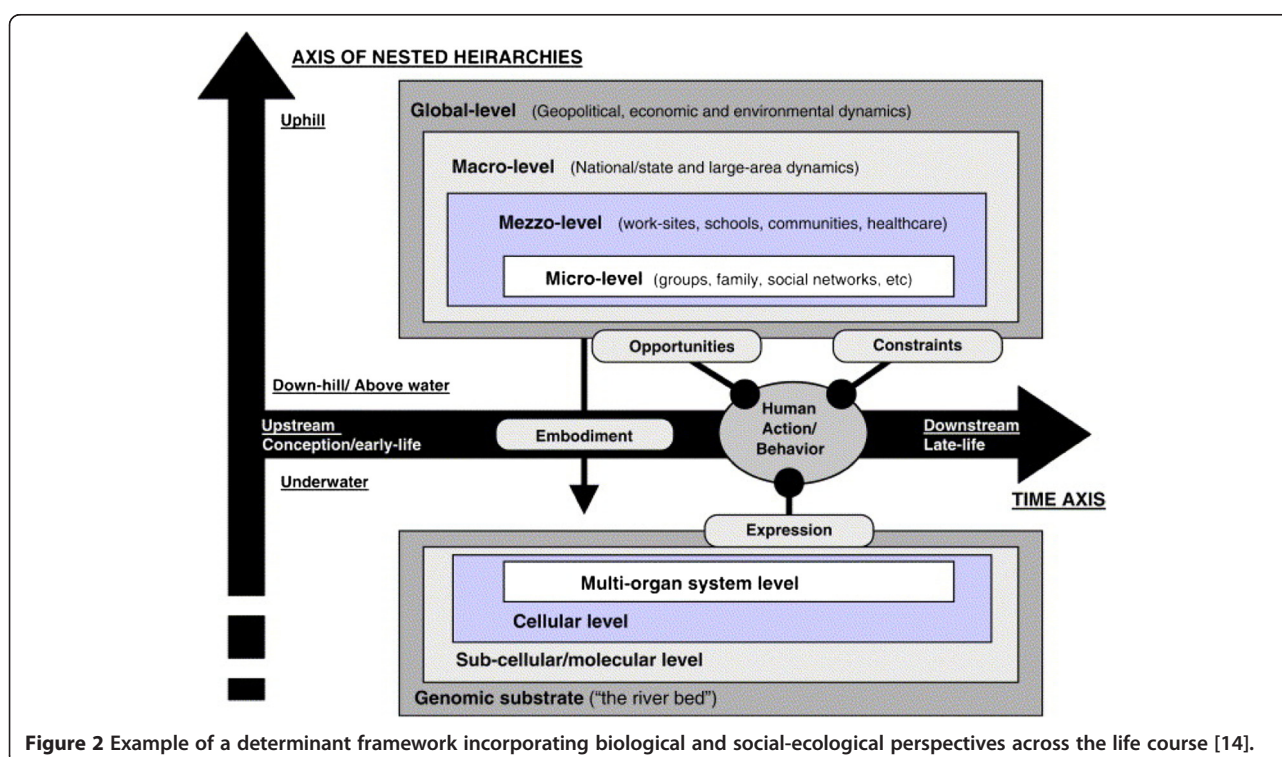 AXIS OF NESTED HEIRARCHIES
Uphill
Global-level (Geopolitical, economic and environmental dynamics)
Macro-level (National/state and large-area dynamics)
Mezzo-level (work-sites, schools, communities, healthcare)
Micro-level (groups, family, social networks, etc)
Opportunities
Constraints
Down-hill/ Above water
Upstream
Conception/early-life
Embodiment
Human
Action/
Behavior
Downstream
Late-life
Underwater
TIME AXIS
Expression
Multi-organ system level
Cellular level
Sub-cellular/molecular level
Genomic substrate (“the river bed”)
Figure 2 Example of a determinant framework incorporating biological and social-ecological perspectives across the life course [14].